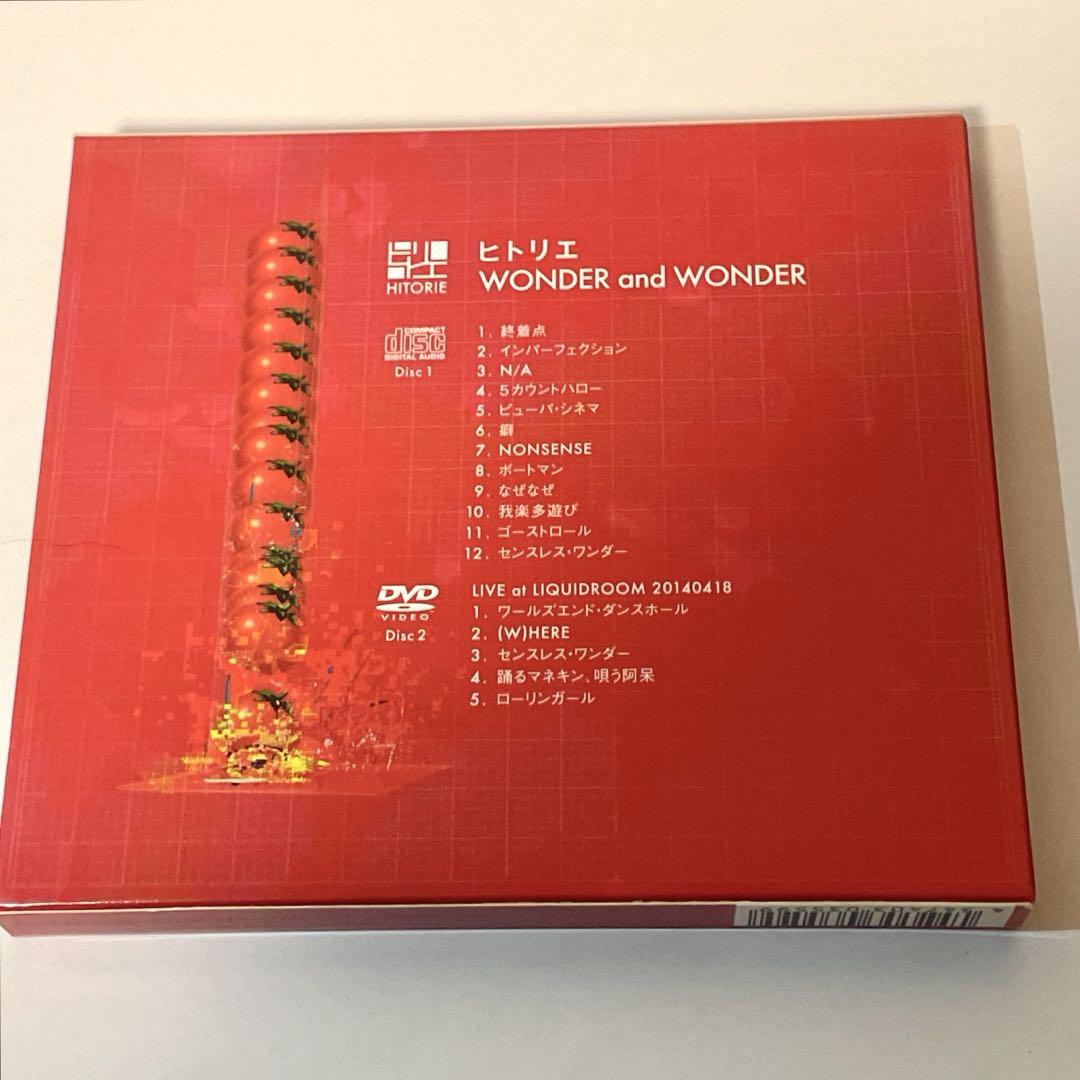 ヒトリエ
HITORIE
ヒトリエ
WONDER and WONDER
COMPACT
disc
DIGITAL AUDIO
Disc 1
1. 終着点
2. インパーフェクション
3. N/A
4. 5カウントハロー
5. ピューパ・シネマ
6. 癖
7. NONSENSE
8. ボートマン
9. なぜなぜ
10. 我楽多遊び
11. ゴーストロール
12. センスレス・ワンダー
DVD
VIDEO
Disc 2
LIVE at LIQUIDROOM 20140418
1. ワールズエンド・ダンスホール
2. (W)HERE
3. センスレス・ワンダー
4. 踊るマネキン、唄う阿呆
5. ローリンガール